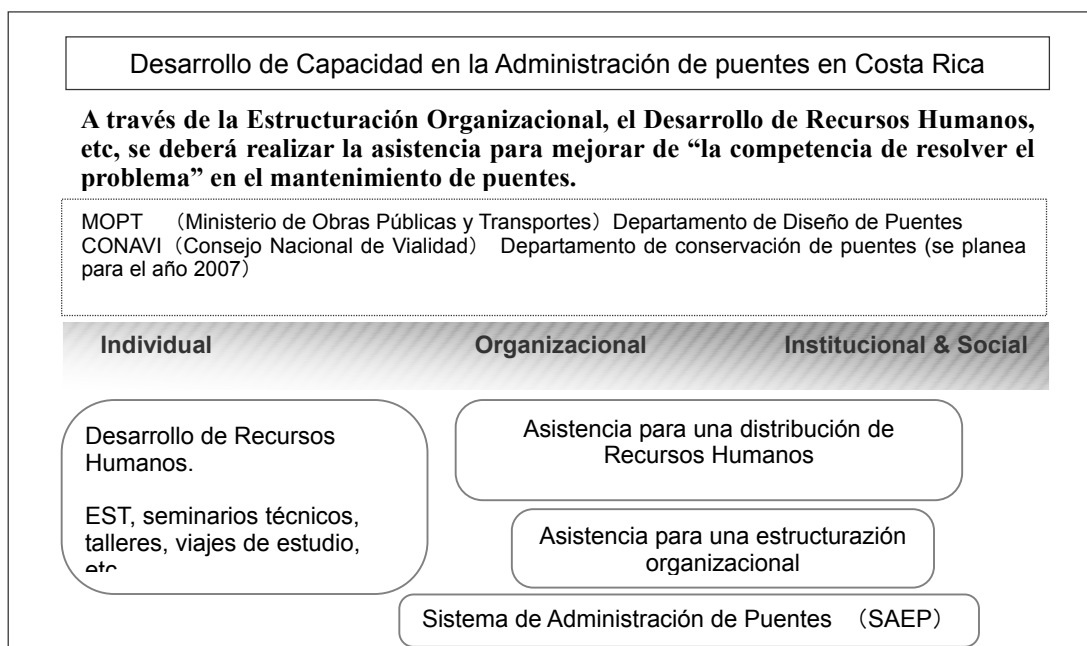 Desarrollo de Capacidad en la Administración de puentes en Costa Rica
A través de la Estructuración Organizacional, el Desarrollo de Recursos Humanos,
etc, se deberá realizar la asistencia para mejorar de “la competencia de resolver el
problema” en el mantenimiento de puentes.
MOPT （Ministerio de Obras Públicas y Transportes）Departamento de Diseño de Puentes
CONAVI（Consejo Nacional de Vialidad） Departamento de conservación de puentes (se planea
para el año 2007）
Individual Organizacional Institucional & Social
Desarrollo de Recursos
Humanos.
EST, seminarios técnicos,
talleres, viajes de estudio,
etc
Asistencia para una distribución de
Recursos Humanos
Asistencia para una estructurazión
organizacional
Sistema de Administración de Puentes （SAEP）